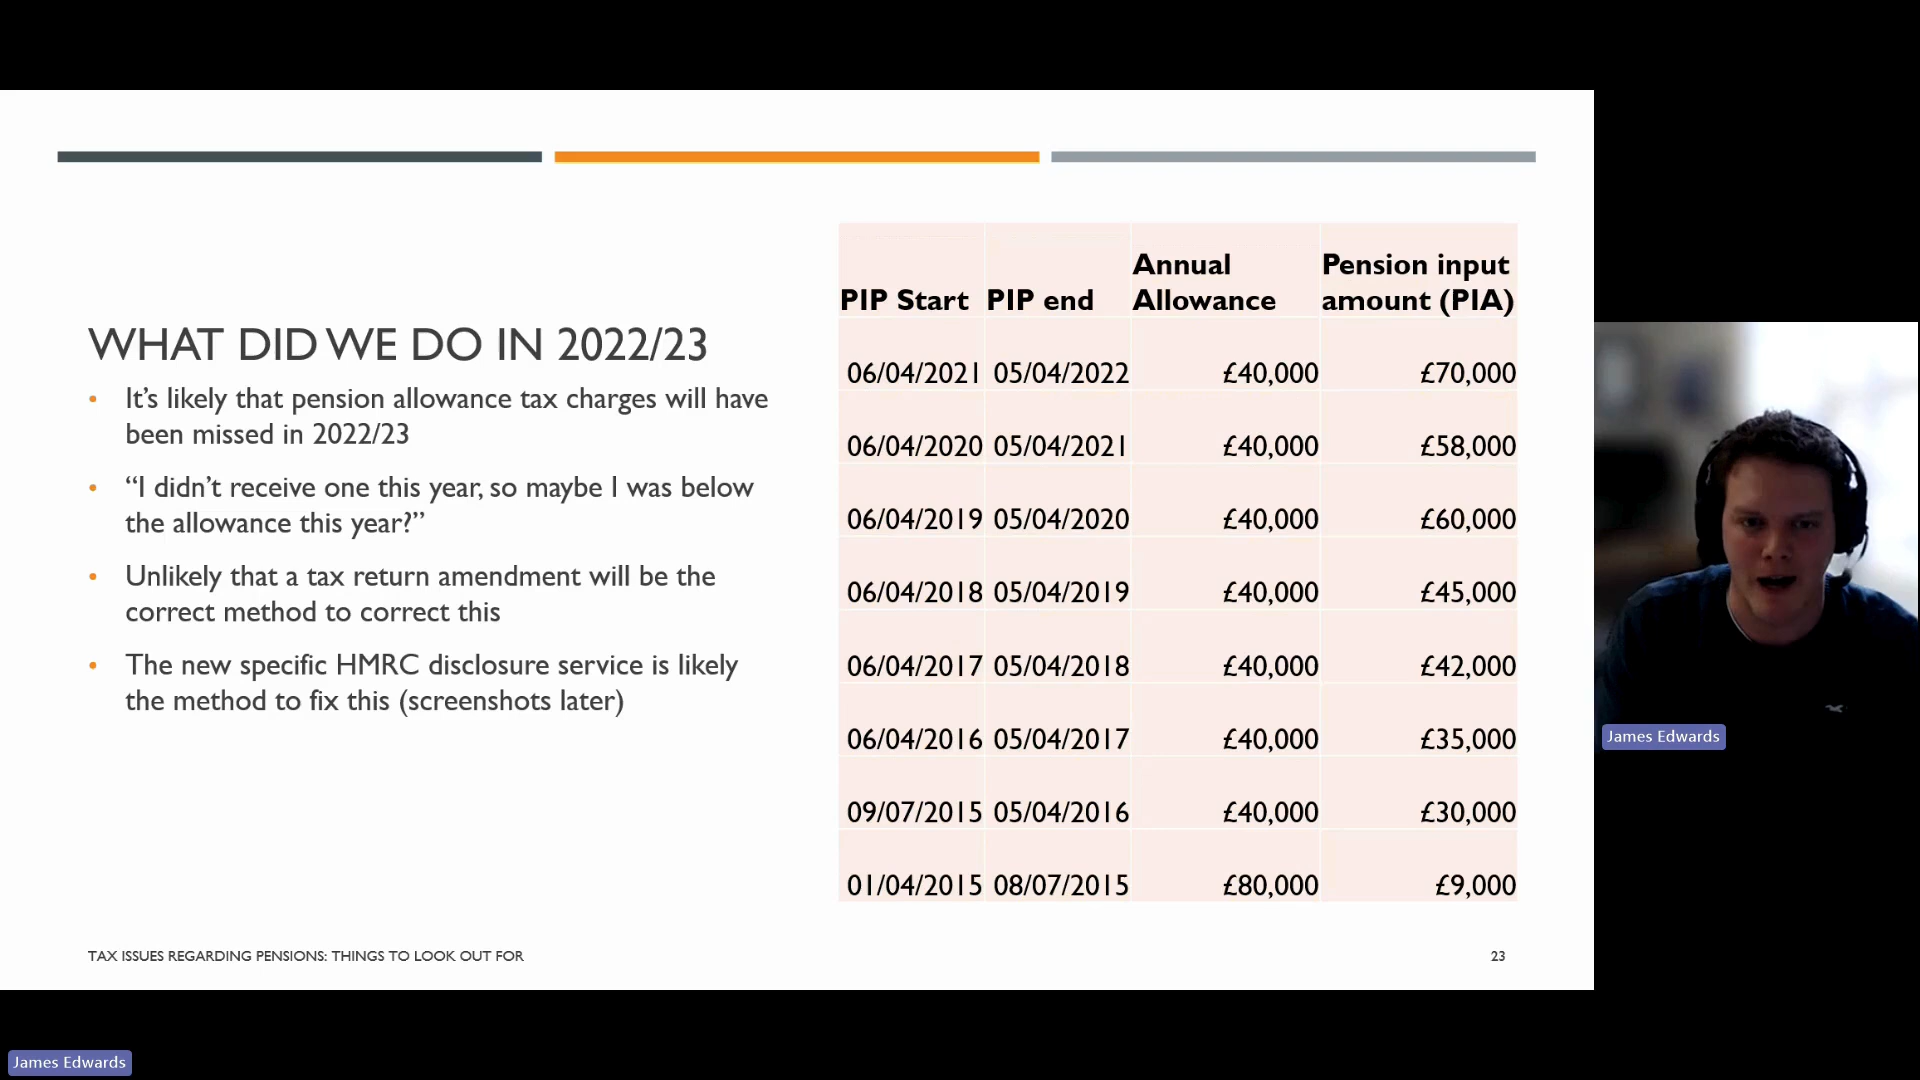 WHAT DID WE DO IN 2022/23
• It’s likely that pension allowance tax charges will have
been missed in 2022/23
• “I didn’t receive one this year, so maybe I was below
the allowance this year?”
• Unlikely that a tax return amendment will be the
correct method to correct this
• The new specific HMRC disclosure service is likely
the method to fix this (screenshots later)
Annual Pension input
PIP Start PIP end Allowance amount (PIA)
06/04/2021 05/04/2022 £40,000 £70,000
06/04/2020 05/04/2021 £40,000 £58,000
06/04/2019 05/04/2020 £40,000 £60,000
06/04/2018 05/04/2019 £40,000 £45,000
06/04/2017 05/04/2018 £40,000 £42,000
06/04/2016 05/04/2017 £40,000 £35,000
09/07/2015 05/04/2016 £40,000 £30,000
01/04/2015 08/07/2015 £80,000 £9,000
TAX ISSUES REGARDING PENSIONS: THINGS TO LOOK OUT FOR 23
James Edwards
James Edwards